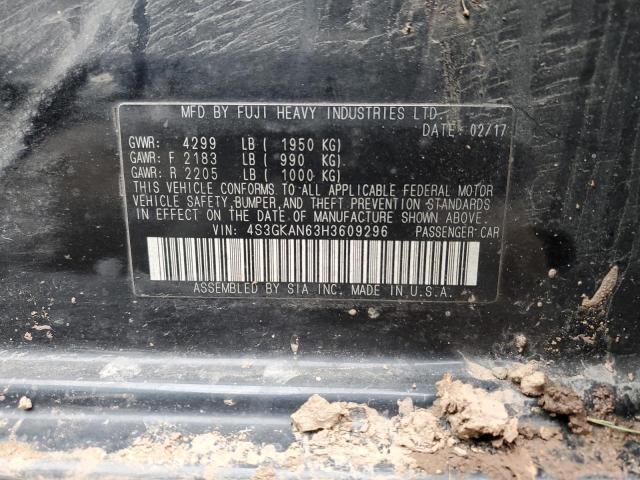 MFD BY FUJI HEAVY INDUSTRIES LTD.
DATE: 02/17
GVWR: 4299 LB ( 1950 KG)
GAWR: F 2183 LB ( 990 KG)
GAWR: R 2205 LB ( 1000 KG)
THIS VEHICLE CONFORMS TO ALL APPLICABLE FEDERAL MOTOR
VEHICLE SAFETY, BUMPER, AND THEFT PREVENTION STANDARDS
IN EFFECT ON THE DATE OF MANUFACTURE SHOWN ABOVE.
VIN: 4S3GKAN63H3609296 PASSENGER-CAR
ASSEMBLED BY SIA INC. MADE IN U.S.A.